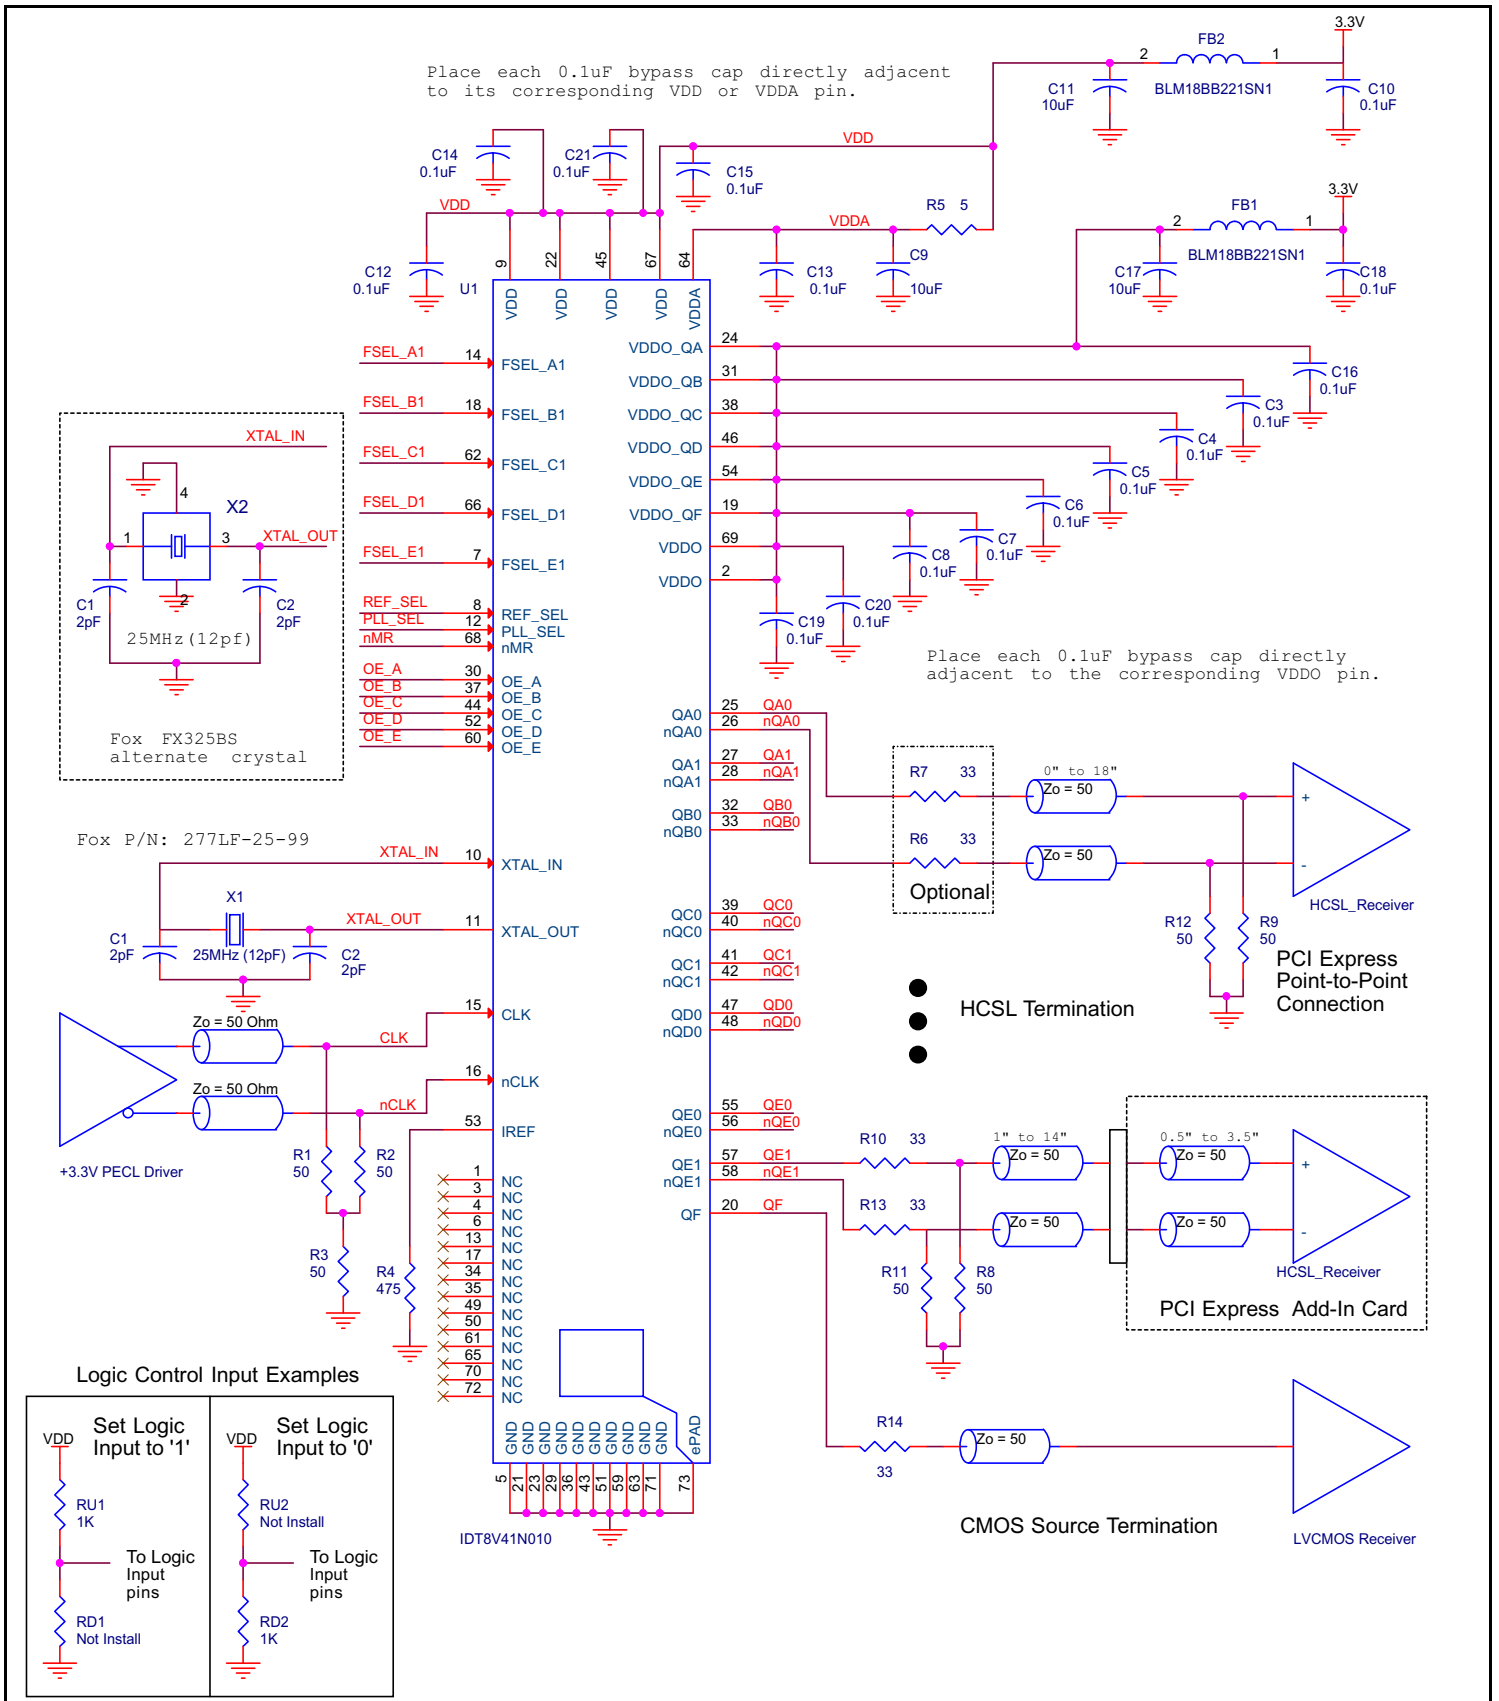 Place each 0.1uF bypass cap directly adjacent
to its corresponding VDD or VDDA pin.
3.3V
FB2
2
1
BLM18BB221SN1
C11
10uF
C10
0.1uF
C14
0.1uF
C21
0.1uF
VDD
C15
0.1uF
VDD
C12
0.1uF
VDDA
R5 5
C13
0.1uF
C9
10uF
3.3V
FB1
2
1
BLM18BB221SN1
C17
10uF
C18
0.1uF
U1
9
22
45
67
64
VDD
VDD
VDD
VDD
VDDA
FSEL_A1
14
FSEL_A1
FSEL_B1
18
FSEL_B1
FSEL_C1
62
FSEL_C1
FSEL_D1
66
FSEL_D1
FSEL_E1
7
FSEL_E1
REF_SEL
8
REF_SEL
PLL_SEL
12
PLL_SEL
nMR
68
nMR
OE_A
30
OE_A
OE_B
37
OE_B
OE_C
44
OE_C
OE_D
52
OE_D
OE_E
60
OE_E
VDDO_QA
24
VDDO_QB
31
VDDO_QC
38
VDDO_QD
46
VDDO_QE
54
VDDO_QF
19
VDDO
69
VDDO
2
C16
0.1uF
C3
0.1uF
C4
0.1uF
C5
0.1uF
C6
0.1uF
C7
0.1uF
C8
0.1uF
C20
0.1uF
C19
0.1uF
Place each 0.1uF bypass cap directly
adjacent to the corresponding VDDO pin.
XTAL_IN
4
X2
1
3
XTAL_OUT
2
C1
2pF
C2
2pF
25MHz(12pf)
Fox FX325BS
alternate crystal
Fox P/N: 277LF-25-99
XTAL_IN
10
XTAL_IN
X1
XTAL_OUT
11
XTAL_OUT
C1
2pF
25MHz (12pF)
C2
2pF
Zo = 50 Ohm
CLK
15
CLK
Zo = 50 Ohm
nCLK
16
nCLK
+3.3V PECL Driver
R1
50
R2
50
R3
50
53
IREF
R4
475
1
NC
3
NC
4
NC
6
NC
13
NC
17
NC
34
NC
35
NC
49
NC
50
NC
61
NC
65
NC
70
NC
72
NC
QA0
25
QA0
nQA0
26
nQA0
QA1
27
QA1
nQA1
28
nQA1
QB0
32
QB0
nQB0
33
nQB0
QC0
39
QC0
nQC0
40
nQC0
QC1
41
QC1
nQC1
42
nQC1
QD0
47
QD0
nQD0
48
nQD0
QE0
55
QE0
nQE0
56
nQE0
QE1
57
QE1
nQE1
58
nQE1
QF
20
QF
R7 33
R6 33
Optional
0" to 18"
Zo = 50
Zo = 50
+
-
HCSL_Receiver
R12
50
R9
50
PCI Express
Point-to-Point
Connection
HCSL Termination
R10 33
R13 33
R11
50
R8
50
1" to 14"
Zo = 50
Zo = 50
0.5" to 3.5"
Zo = 50
Zo = 50
+
-
HCSL_Receiver
PCI Express Add-In Card
R14
33
Zo = 50
CMOS Source Termination
LVCMOS Receiver
GND
GND
GND
GND
GND
GND
GND
GND
GND
GND
ePAD
5
21
23
29
36
43
51
59
63
71
73
IDT8V41N010
Logic Control Input Examples
VDD
Set Logic
Input to '1'
RU1
1K
To Logic
Input
pins
RD1
Not Install
VDD
Set Logic
Input to '0'
RU2
Not Install
To Logic
Input
pins
RD2
1K